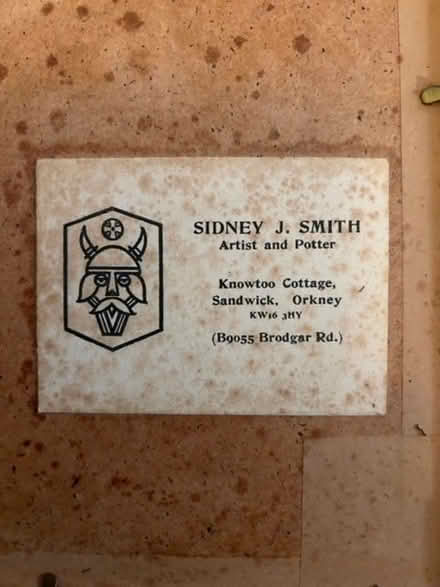 SIDNEY J. SMITH
Artist and Potter
Knowtoo Cottage,
Sandwick, Orkney
KW16 3HY
(B9055 Brodgar Rd.)